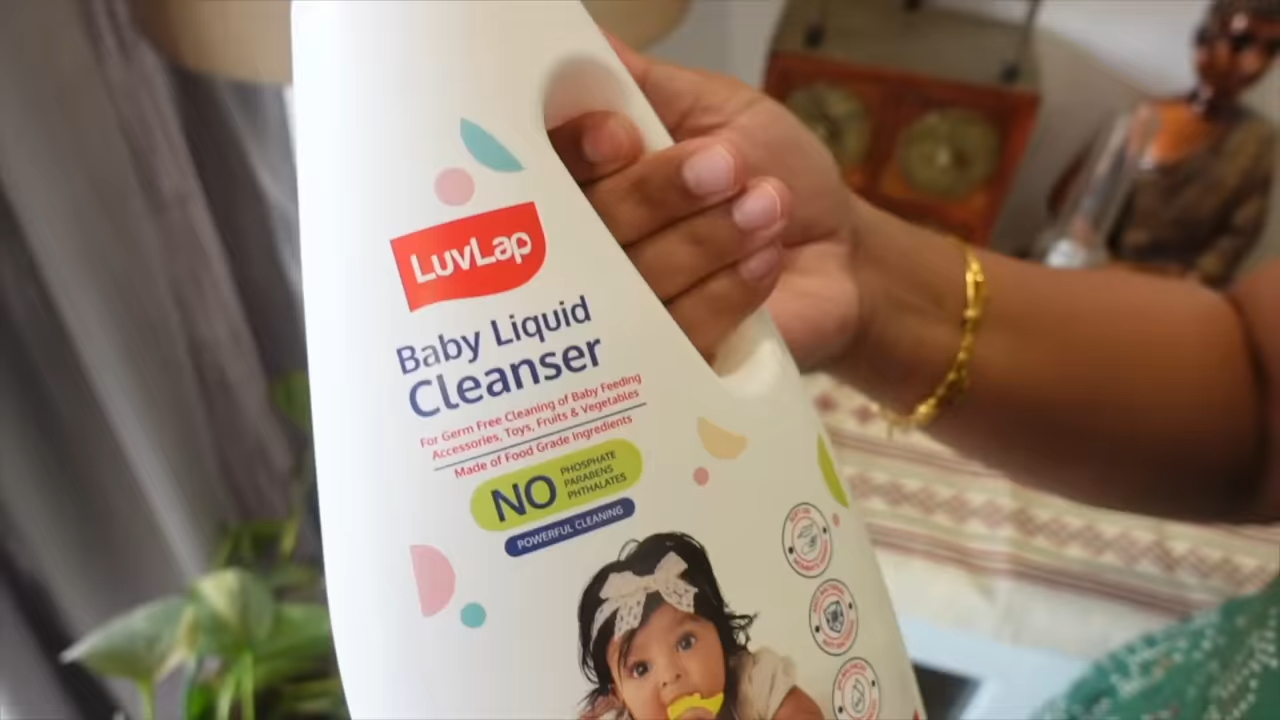 LuvLap
Baby Liquid
Cleanser
For Germ Free Cleaning of Baby Feeding
Accessories, Toys, Fruits & Vegetables
Made of Food Grade Ingredients
NO
PHOSPHATE
PARABENS
PHTHALATES
POWERFUL CLEANING